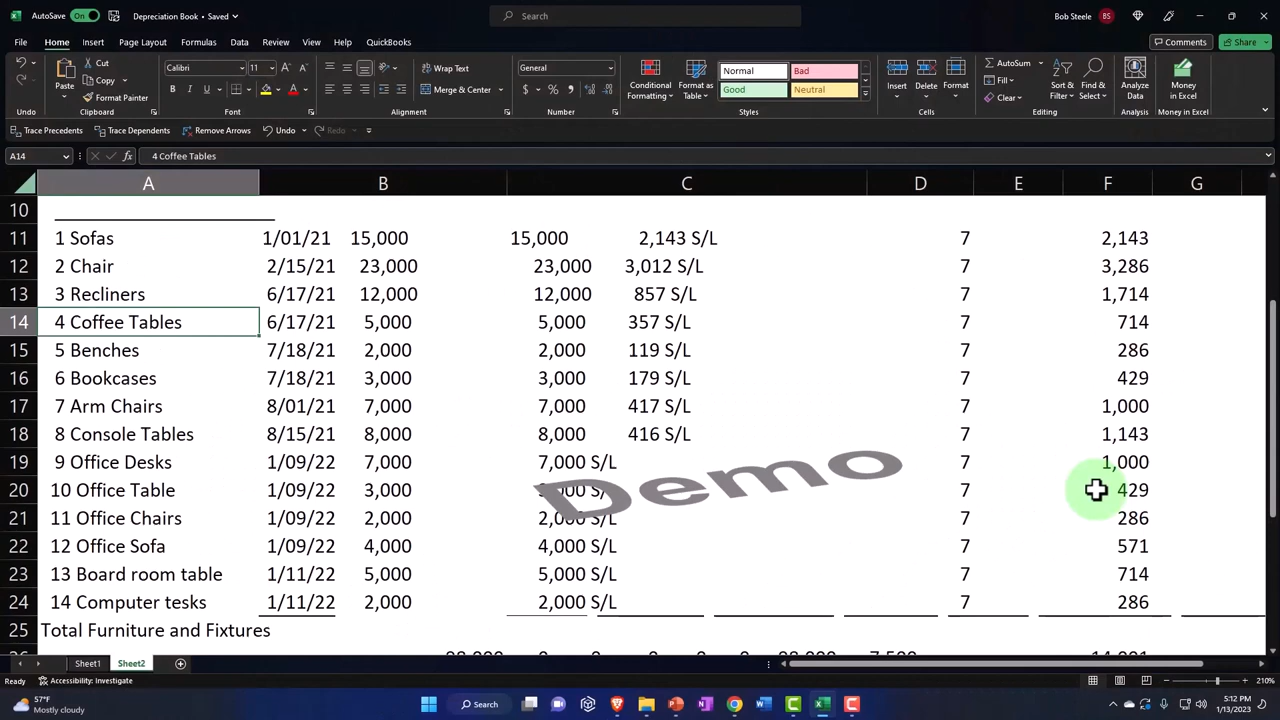 AutoSave On Depreciation Book • Saved Search Bob Steele BS
File Home Insert Page Layout Formulas Data Review View Help QuickBooks Comments Share
Paste Cut Copy Format Painter Calibri 11 Wrap Text Merge & Center General Conditional Formatting Format as Table Normal Bad Good Neutral Insert Delete Format AutoSum Fill Clear Sort & Filter Find & Select Analyze Data Money in Excel
Undo Clipboard Font Alignment Number Styles Cells Editing Analysis Money in Excel
Trace Precedents Trace Dependents Remove Arrows Undo Redo
A14 fx 4 Coffee Tables
A B C D E F G
10
11 1 Sofas 1/01/21 15,000 15,000 2,143 S/L 7 2,143
12 2 Chair 2/15/21 23,000 23,000 3,012 S/L 7 3,286
13 3 Recliners 6/17/21 12,000 12,000 857 S/L 7 1,714
14 4 Coffee Tables 6/17/21 5,000 5,000 357 S/L 7 714
15 5 Benches 7/18/21 2,000 2,000 119 S/L 7 286
16 6 Bookcases 7/18/21 3,000 3,000 179 S/L 7 429
17 7 Arm Chairs 8/01/21 7,000 7,000 417 S/L 7 1,000
18 8 Console Tables 8/15/21 8,000 8,000 416 S/L 7 1,143
19 9 Office Desks 1/09/22 7,000 7,000 S/L 7 1,000
Demo
20 10 Office Table 1/09/22 3,000 7 429
21 11 Office Chairs 1/09/22 2,000 2,000 S/L 7 286
22 12 Office Sofa 1/09/22 4,000 4,000 S/L 7 571
23 13 Board room table 1/11/22 5,000 5,000 S/L 7 714
24 14 Computer tesks 1/11/22 2,000 2,000 S/L 7 286
25 Total Furniture and Fixtures
Sheet1 Sheet2
Ready Accessibility: Investigate 210%
57°F
Mostly cloudy
Search
5:12 PM
1/13/2023